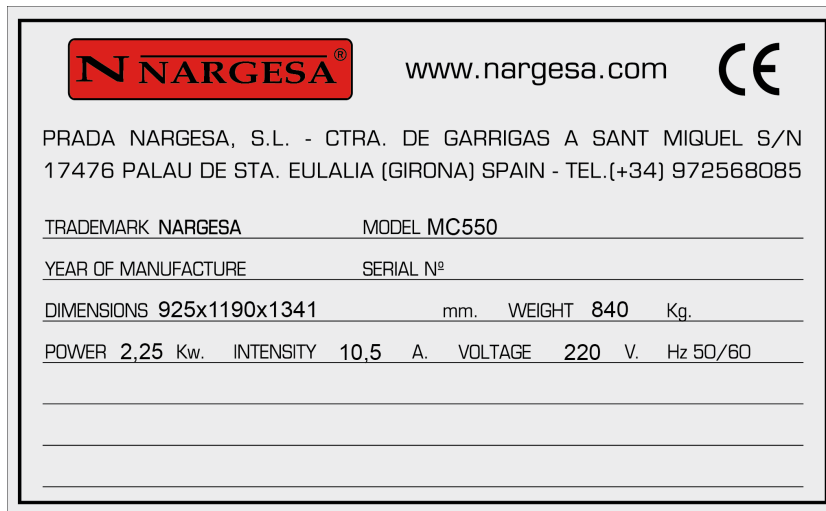 N NARGESA® www.nargesa.com CE
PRADA NARGESA, S.L. - CTRA. DE GARRIGAS A SANT MIQUEL S/N
17476 PALAU DE STA. EULALIA (GIRONA) SPAIN - TEL.(+34) 972568085
TRADEMARK NARGESA MODEL MC550
YEAR OF MANUFACTURE SERIAL Nº
DIMENSIONS 925x1190x1341 mm. WEIGHT 840 Kg.
POWER 2,25 Kw. INTENSITY 10,5 A. VOLTAGE 220 V. Hz 50/60